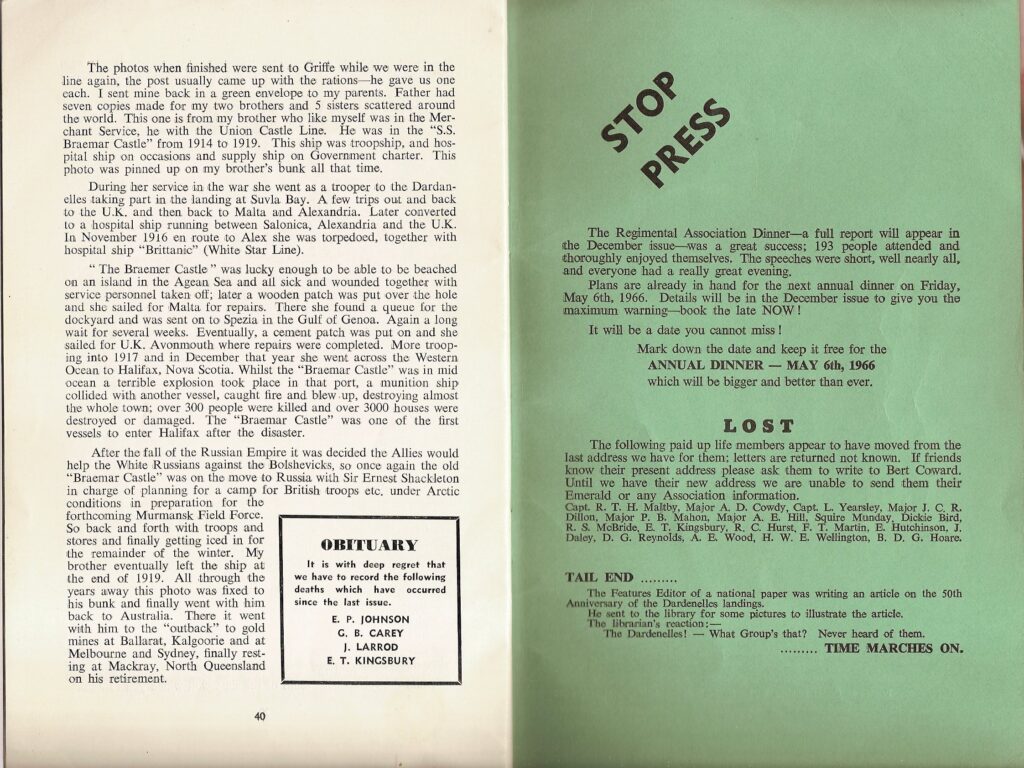 The photos when finished were sent to Griffe while we were in the
line again, the post usually came up with the rations—he gave us one
each. I sent mine back in a green envelope to my parents. Father had
seven copies made for my two brothers and 5 sisters scattered around
the world. This one is from my brother who like myself was in the Mer-
chant Service, he with the Union Castle Line. He was in the "S.S.
Braemar Castle" from 1914 to 1919. This ship was troopship, and hos-
pital ship on occasions and supply ship on Government charter. This
photo was pinned up on my brother's bunk all that time.
During her service in the war she went as a trooper to the Dardan-
elles taking part in the landing at Suvla Bay. A few trips out and back
to the U.K. and then back to Malta and Alexandria. Later converted
to a hospital ship running between Salonica, Alexandria and the U.K.
In November 1916 en route to Alex she was torpedoed, together with
hospital ship "Brittanic" (White Star Line).
" The Braemer Castle " was lucky enough to be able to be beached
on an island in the Agean Sea and all sick and wounded together with
service personnel taken off; later a wooden patch was put over the hole
and she sailed for Malta for repairs. There she found a queue for the
dockyard and was sent on to Spezia in the Gulf of Genoa. Again a long
wait for several weeks. Eventually, a cement patch was put on and she
sailed for U.K. Avonmouth where repairs were completed. More troop-
ing into 1917 and in December that year she went across the Western
Ocean to Halifax, Nova Scotia. Whilst the "Braemar Castle" was in mid
ocean a terrible explosion took place in that port, a munition ship
collided with another vessel, caught fire and blew up, destroying almost
the whole town; over 300 people were killed and over 3000 houses were
destroyed or damaged. The "Braemar Castle" was one of the first
vessels to enter Halifax after the disaster.
After the fall of the Russian Empire it was decided the Allies would
help the White Russians against the Bolshevicks, so once again the old
"Braemar Castle" was on the move to Russia with Sir Ernest Shackleton
in charge of planning for a camp for British troops etc. under Arctic
conditions in preparation for the
forthcoming Murmansk Field Force.
So back and forth with troops and
stores and finally getting iced in for
the remainder of the winter. My
brother eventually left the ship at
the end of 1919. All through the
years away this photo was fixed to
his bunk and finally went with him
back to Australia. There it went
with him to the "outback" to gold
mines at Ballarat, Kalgoorie and at
Melbourne and Sydney, finally rest-
ing at Mackray, North Queensland
on his retirement.
OBITUARY
It is with deep regret that
we have to record the following
deaths which have occurred
since the last issue.
E. P. JOHNSON
G. B. CAREY
J. LARROD
E. T. KINGSBURY
40
STOP
PRESS
The Regimental Association Dinner—a full report will appear in
the December issue—was a great success; 193 people attended and
thoroughly enjoyed themselves. The speeches were short, well nearly all,
and everyone had a really great evening.
Plans are already in hand for the next annual dinner on Friday,
May 6th, 1966. Details will be in the December issue to give you the
maximum warning—book the late NOW !
It will be a date you cannot miss !
Mark down the date and keep it free for the
ANNUAL DINNER — MAY 6th, 1966
which will be bigger and better than ever.
LOST
The following paid up life members appear to have moved from the
last address we have for them; letters are returned not known. If friends
know their present address please ask them to write to Bert Coward.
Until we have their new address we are unable to send them their
Emerald or any Association information.
Capt. R. T. H. Maltby, Major A. D. Cowdy, Capt. L. Yearsley, Major J. C. R.
Dillon, Major P. B. Mahon, Major A. E. Hill, Squire Munday, Dickie Bird,
R. S. McBride, E. T. Kingsbury, R. C. Hurst, F. T. Martin, E. Hutchinson, J.
Daley, D. G. Reynolds, A. E. Wood, H. W. E. Wellington, B. D. G. Hoare.
TAIL END .........
The Features Editor of a national paper was writing an article on the 50th
Anniversary of the Dardenelles landings.
He sent to the library for some pictures to illustrate the article.
The librarian's reaction:—
The Dardenelles! — What Group's that? Never heard of them.
......... TIME MARCHES ON.